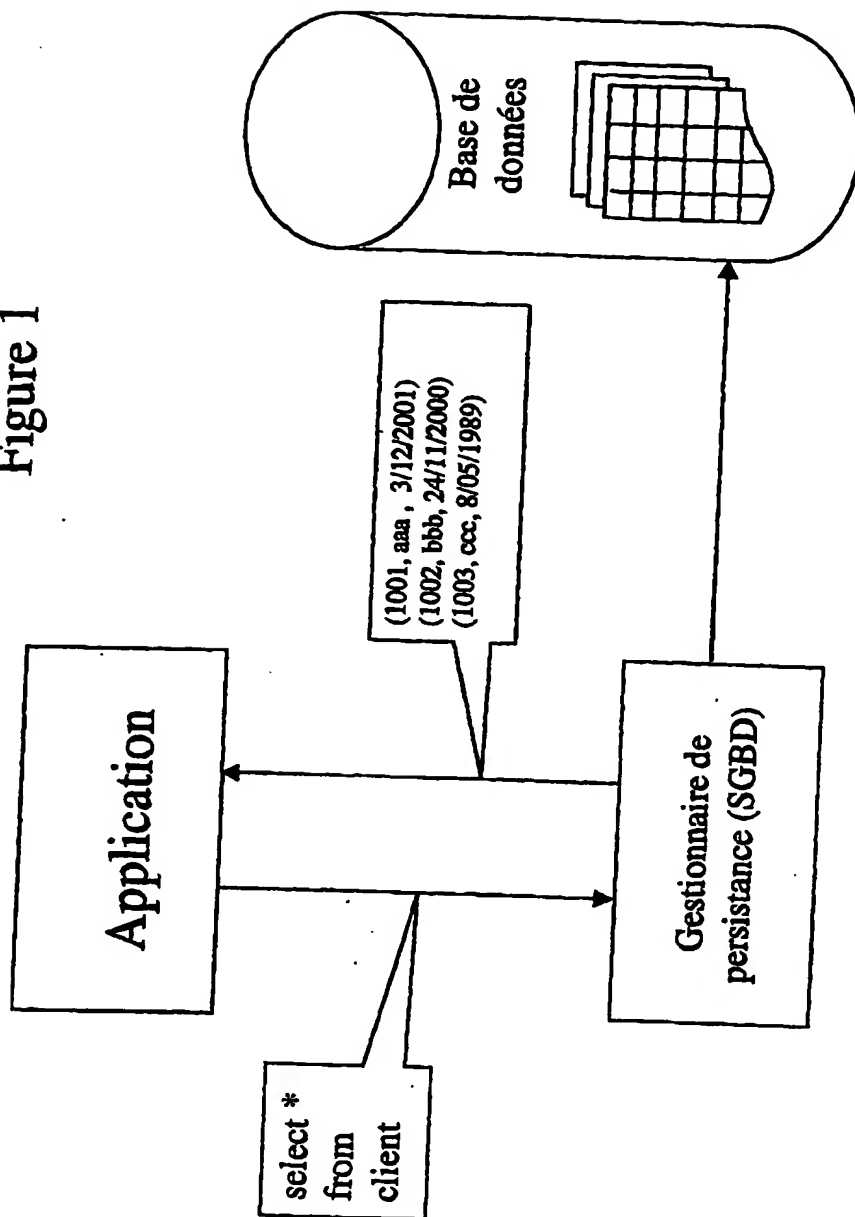 Figure 1
Application
select *
from
client
(1001, aaa , 3/12/2001)
(1002, bbb, 24/11/2000)
(1003, ccc, 8/05/1989)
Gestionnaire de
persistance (SGBD)
Base de
données